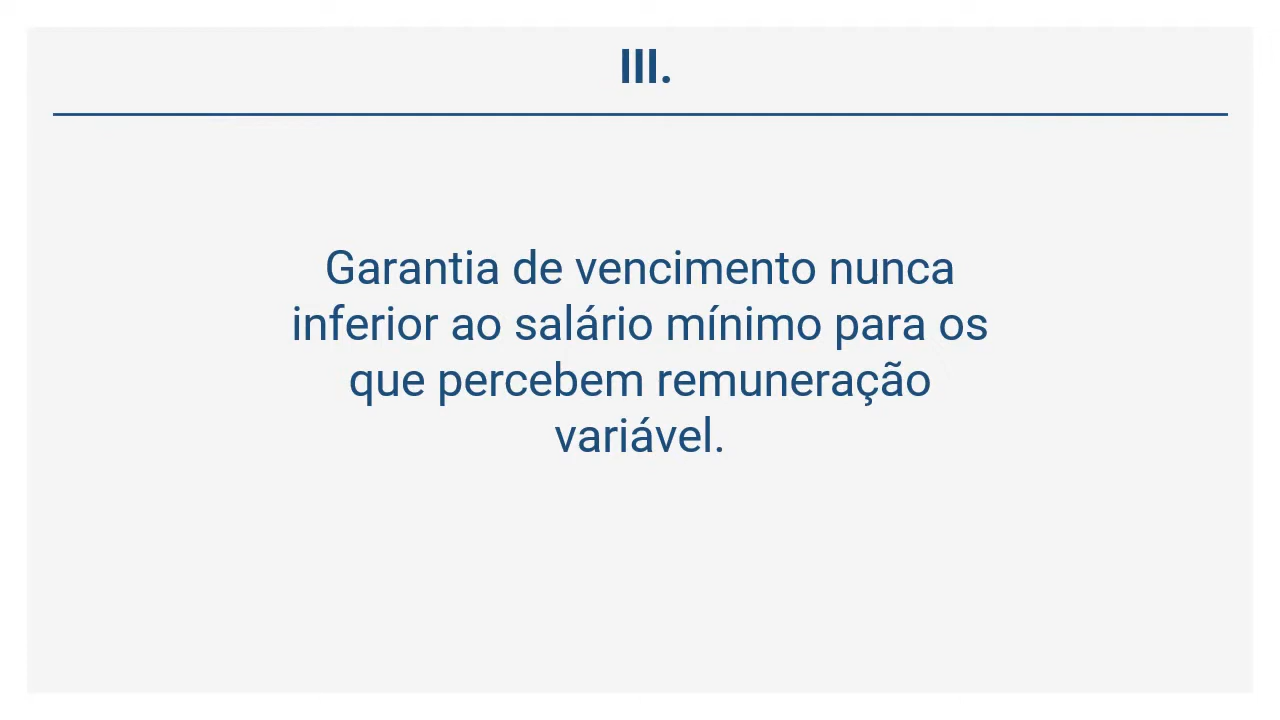 III.
Garantia de vencimento nunca
inferior ao salário mínimo para os
que percebem remuneração
variável.